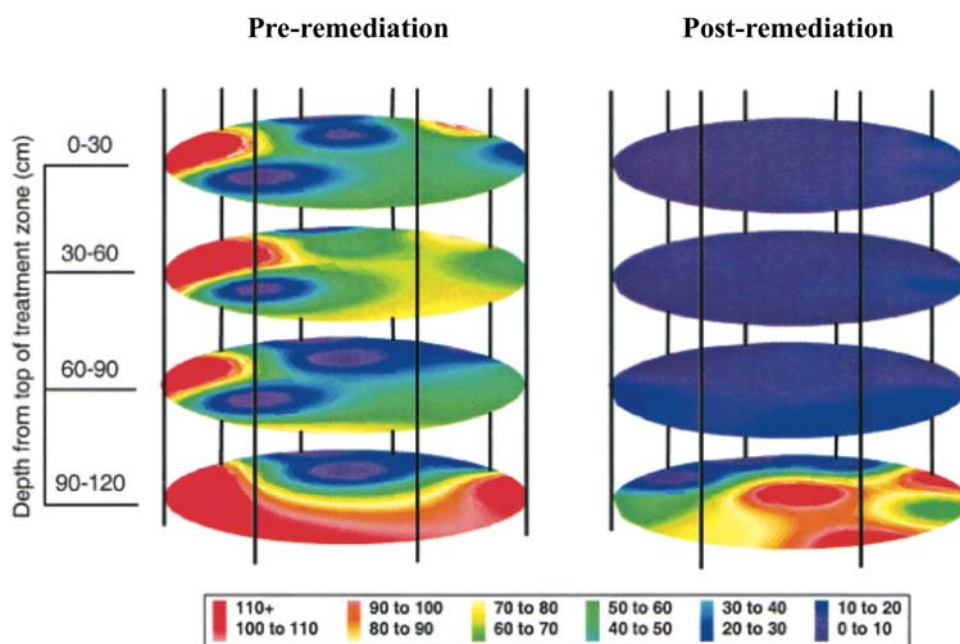 Pre-remediation Post-remediation
Depth from top of treatment zone (cm)
0-30
30-60
60-90
90-120
110+ 90 to 100 70 to 80 50 to 60 30 to 40 10 to 20
100 to 110 80 to 90 60 to 70 40 to 50 20 to 30 0 to 10